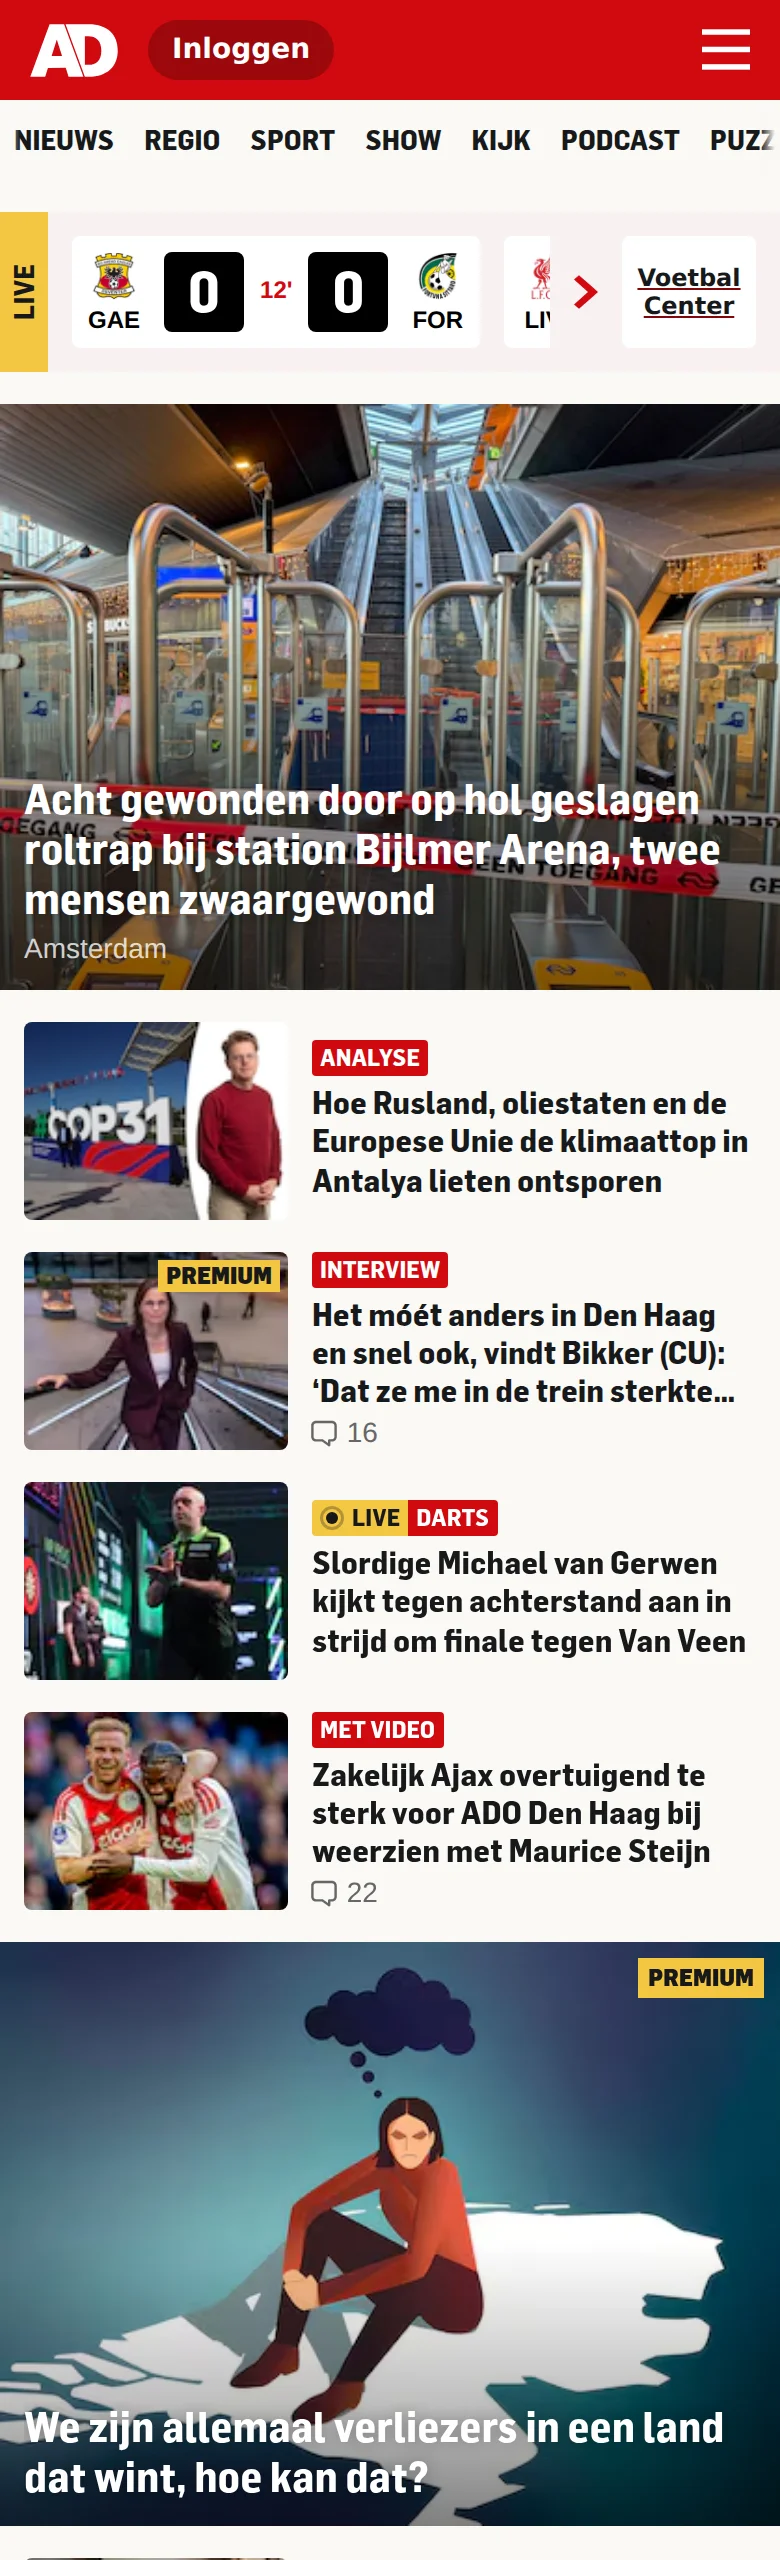 AD
Inloggen
NIEUWS REGIO SPORT SHOW KIJK PODCAST PUZZ
LIVE
GAE
0
12'
0
FOR
L.F.C
LIV
Voetbal
Center
Acht gewonden door op hol geslagen
roltrap bij station Bijlmer Arena, twee
mensen zwaargewond
GEEN TOEGANG
Amsterdam
#COP31
ANALYSE
Hoe Rusland, oliestaten en de
Europese Unie de klimaattop in
Antalya lieten ontsporen
PREMIUM
INTERVIEW
Het móét anders in Den Haag
en snel ook, vindt Bikker (CU):
‘Dat ze me in de trein sterkte...
16
LIVE DARTS
Slordige Michael van Gerwen
kijkt tegen achterstand aan in
strijd om finale tegen Van Veen
MET VIDEO
Zakelijk Ajax overtuigend te
sterk voor ADO Den Haag bij
weerzien met Maurice Steijn
22
PREMIUM
We zijn allemaal verliezers in een land
dat wint, hoe kan dat?